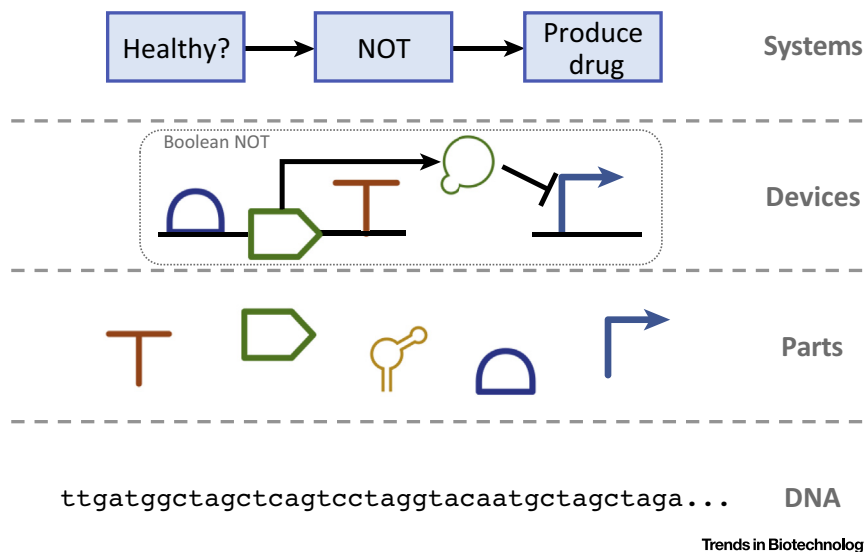 Healthy?
NOT
Produce
drug
Systems
Boolean NOT
Devices
Parts
ttgatggctagctcagtcctaggtacaatgctagctaga...
DNA
Trends in Biotechnolog